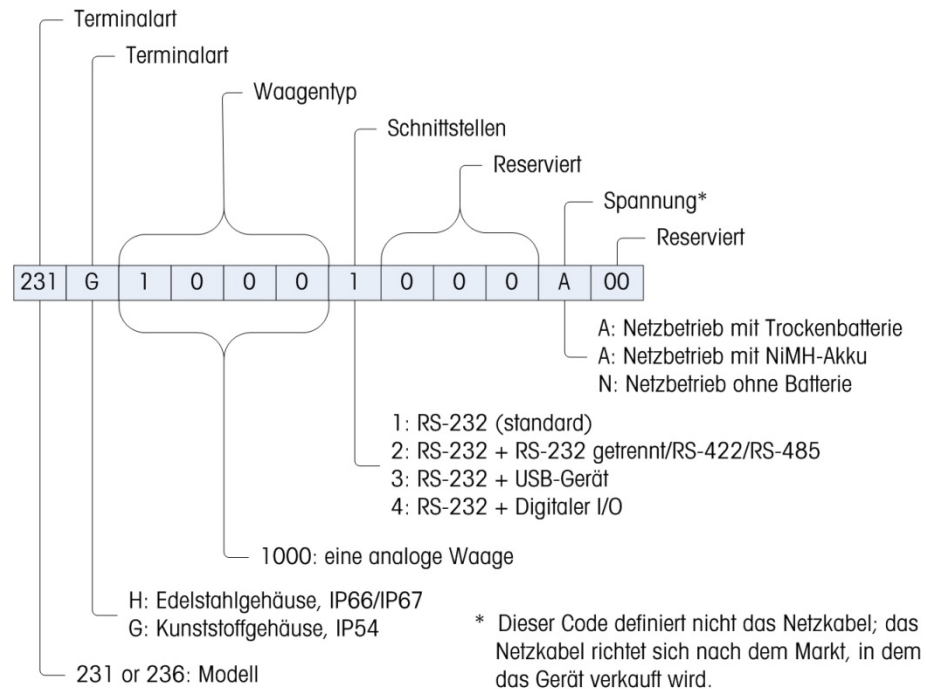 Terminalart
Terminalart
Waagentyp
Schnittstellen
Reserviert
Spannung*
Reserviert
231 G 1 0 0 0 1 0 0 0 A 00
A: Netzbetrieb mit Trockenbatterie
A: Netzbetrieb mit NiMH-Akku
N: Netzbetrieb ohne Batterie
1: RS-232 (standard)
2: RS-232 + RS-232 getrennt/RS-422/RS-485
3: RS-232 + USB-Gerät
4: RS-232 + Digitaler I/O
1000: eine analoge Waage
H: Edelstahlgehäuse, IP66/IP67
G: Kunststoffgehäuse, IP54
231 or 236: Modell
* Dieser Code definiert nicht das Netzkabel; das
Netzkabel richtet sich nach dem Markt, in dem
das Gerät verkauft wird.